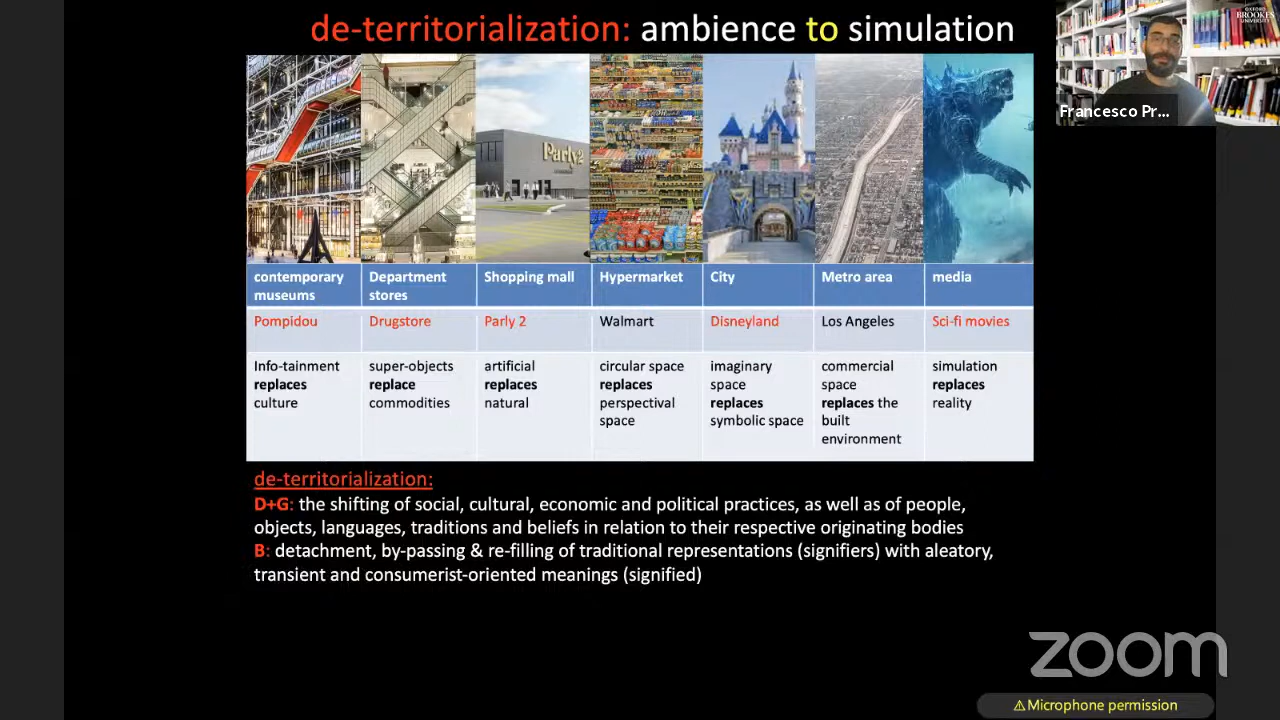 de-territorialization: ambience to simulation
OXFORD
BROOKES
UNIVERSITY
Francesco Pr...
Parly2
contemporary
museums
Department
stores
Shopping mall
Hypermarket
City
Metro area
media
Pompidou
Drugstore
Parly 2
Walmart
Disneyland
Los Angeles
Sci-fi movies
Info-tainment
replaces
culture
super-objects
replace
commodities
artificial
replaces
natural
circular space
replaces
perspectival
space
imaginary
space
replaces
symbolic space
commercial
space
replaces the
built
environment
simulation
replaces
reality
de-territorialization:
D+G: the shifting of social, cultural, economic and political practices, as well as of people,
objects, languages, traditions and beliefs in relation to their respective originating bodies
B: detachment, by-passing & re-filling of traditional representations (signifiers) with aleatory,
transient and consumerist-oriented meanings (signified)
zoom
⚠Microphone permission